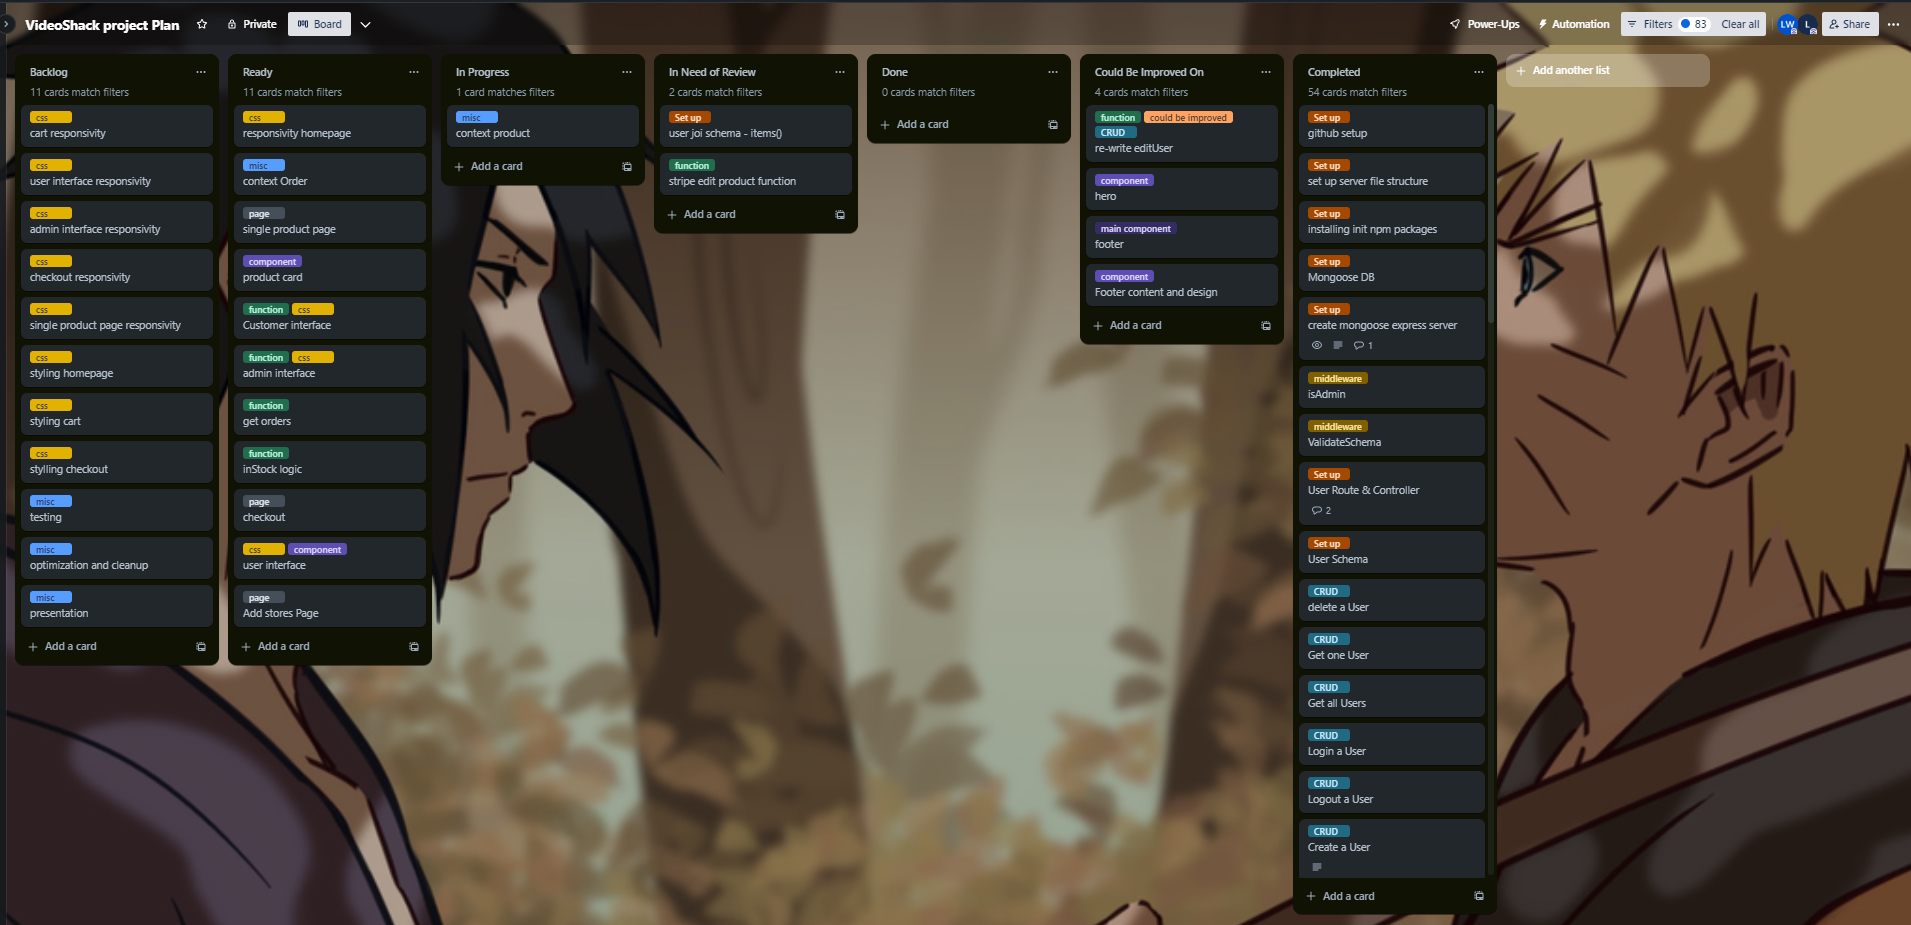 VideoShack project Plan
Private
Board
Power-Ups
Automation
Filters
83
Clear all
LW
L
Share
Backlog
11 cards match filters
css
cart responsivity
css
user interface responsivity
css
admin interface responsivity
css
checkout responsivity
css
single product page responsivity
css
styling homepage
css
styling cart
css
stylling checkout
misc
testing
misc
optimization and cleanup
misc
presentation
Add a card
Ready
11 cards match filters
css
responsivity homepage
misc
context Order
page
single product page
component
product card
function css
Customer interface
function css
admin interface
function
get orders
function
inStock logic
page
checkout
css component
user interface
page
Add stores Page
Add a card
In Progress
1 card matches filters
misc
context product
Add a card
In Need of Review
2 cards match filters
Set up
user joi schema - items()
function
stripe edit product function
Add a card
Done
0 cards match filters
Add a card
Could Be Improved On
4 cards match filters
function could be improved
CRUD
re-write editUser
component
hero
main component
footer
component
Footer content and design
Add a card
Completed
54 cards match filters
Set up
github setup
Set up
set up server file structure
Set up
installing init npm packages
Set up
Mongoose DB
Set up
create mongoose express server
1
middleware
isAdmin
middleware
ValidateSchema
Set up
User Route & Controller
2
Set up
User Schema
CRUD
delete a User
CRUD
Get one User
CRUD
Get all Users
CRUD
Login a User
CRUD
Logout a User
CRUD
Create a User
Add a card
Add another list